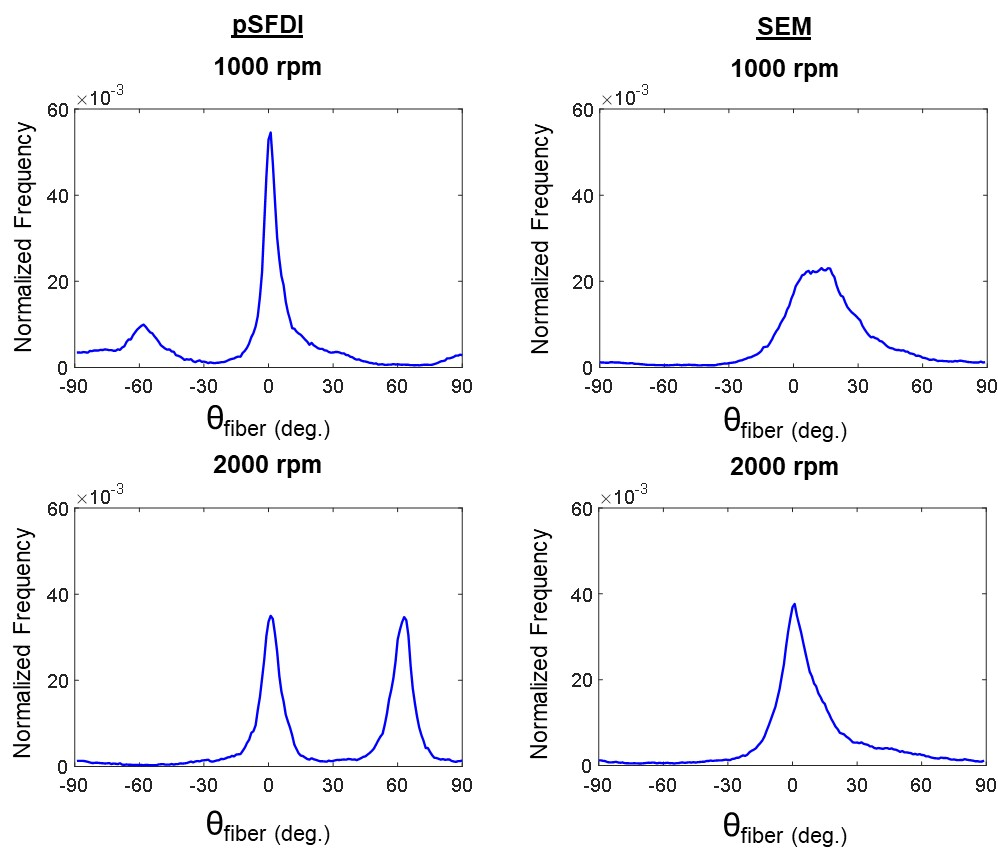 pSFDI
SEM
1000 rpm
1000 rpm
×10-3
×10-3
Normalized Frequency
Normalized Frequency
60
40
20
0
60
40
20
0
-90 -60 -30 0 30 60 90
-90 -60 -30 0 30 60 90
θfiber (deg.)
θfiber (deg.)
2000 rpm
2000 rpm
×10-3
×10-3
Normalized Frequency
Normalized Frequency
60
40
20
0
60
40
20
0
-90 -60 -30 0 30 60 90
-90 -60 -30 0 30 60 90
θfiber (deg.)
θfiber (deg.)